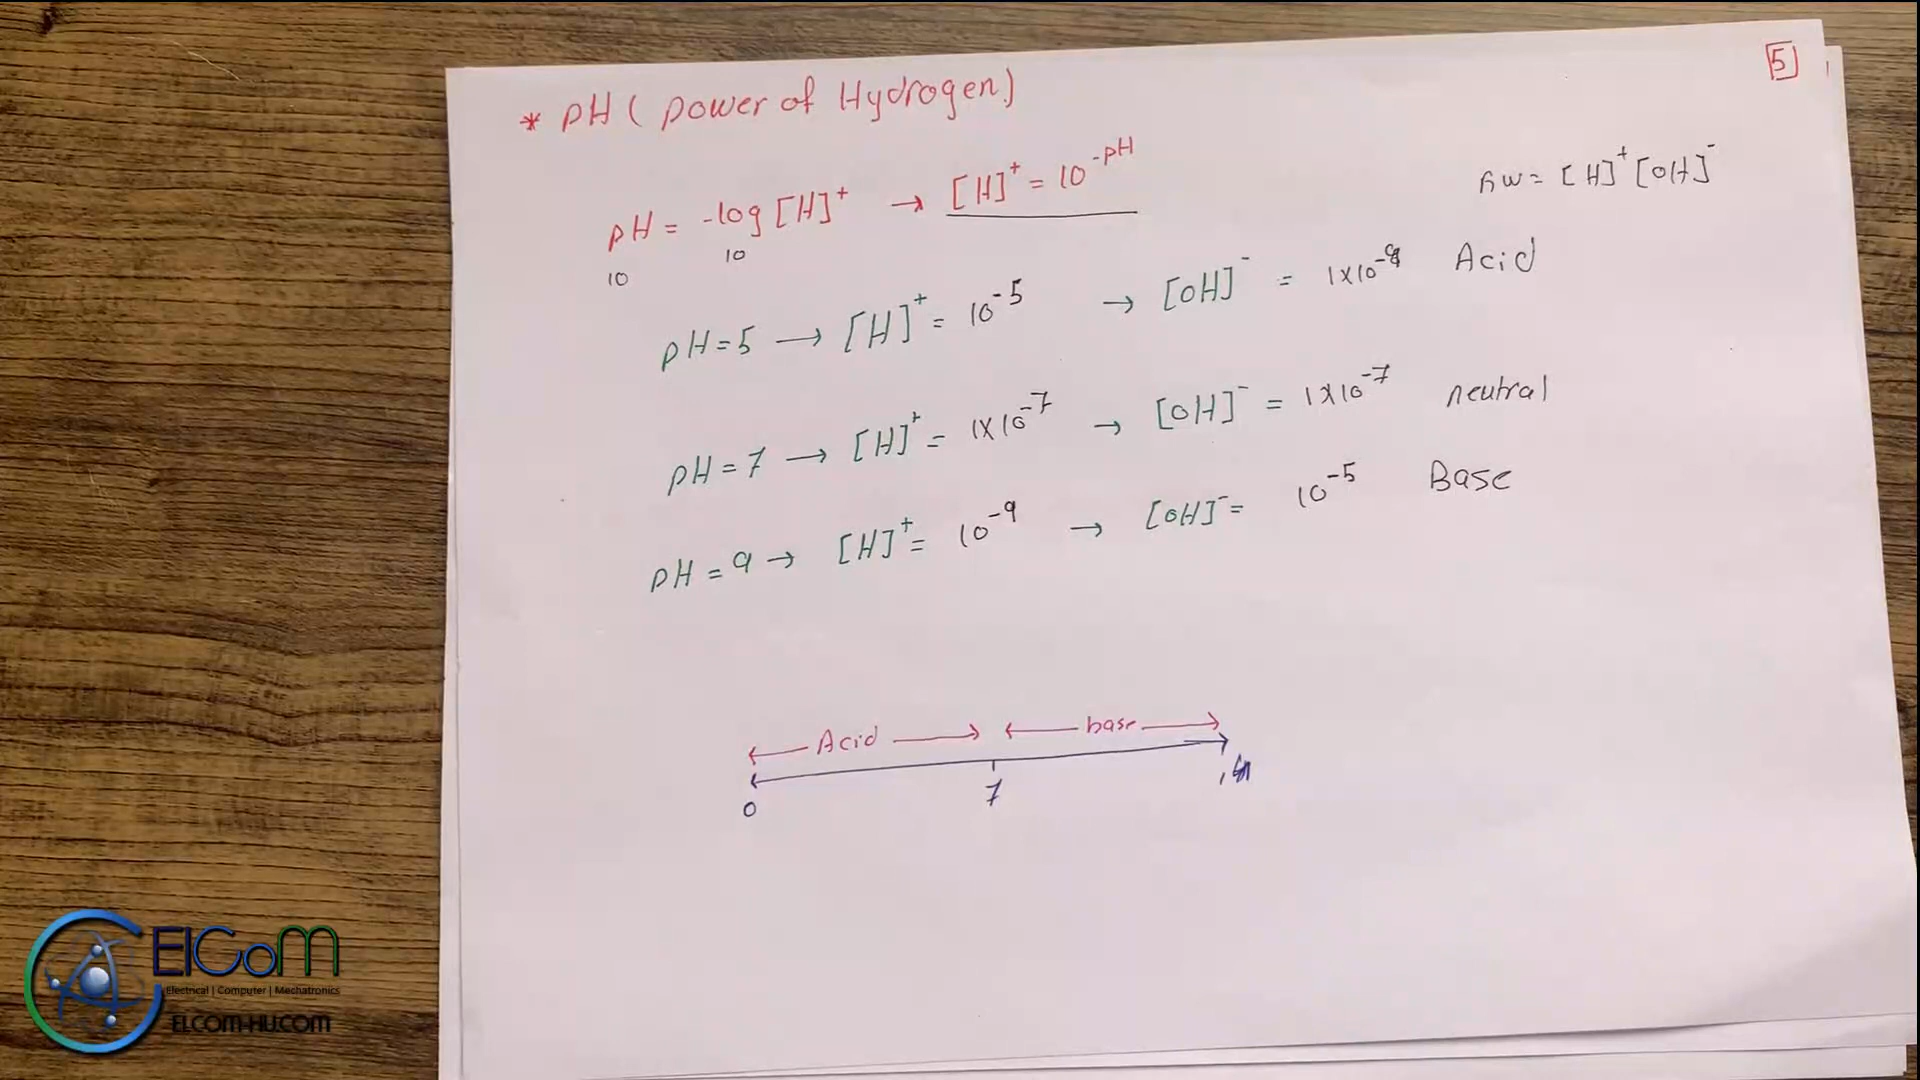 5
* pH ( power of Hydrogen )
pH = -log [H]⁺ → [H]⁺ = 10^-pH
10 10
Kw = [H]⁺ [OH]⁻
pH = 5 → [H]⁺ = 10^-5 → [OH]⁻ = 1x10^-9 Acid
pH = 7 → [H]⁺ = 1x10^-7 → [OH]⁻ = 1x10^-7 neutral
pH = 9 → [H]⁺ = 10^-9 → [OH]⁻ = 10^-5 Base
← Acid → ← base →
0 7
ElCoM
Electrical | Computer | Mechatronics
ELCOM-HU.COM